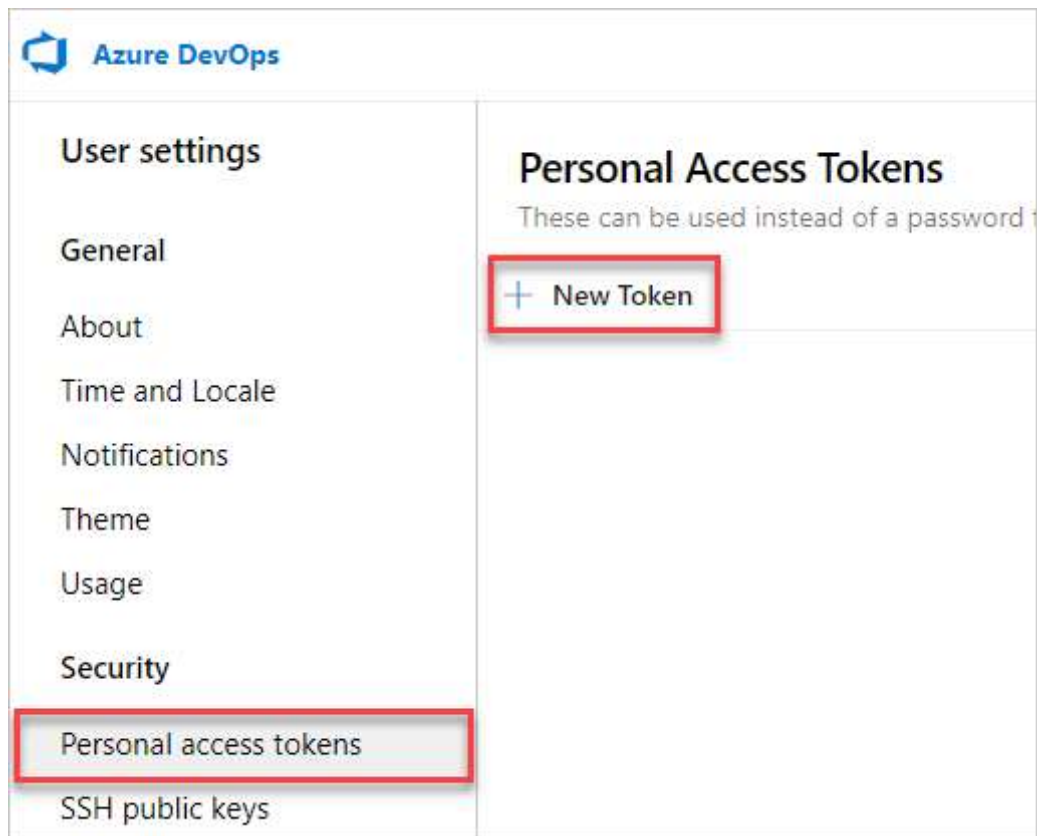 Azure DevOps
User settings
General
About
Time and Locale
Notifications
Theme
Usage
Security
Personal access tokens
SSH public keys
Personal Access Tokens
These can be used instead of a password
+ New Token